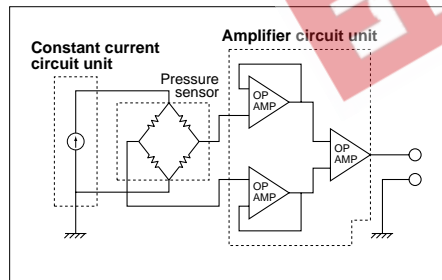 Amplifier circuit unit
Constant current
circuit unit
Pressure
sensor
OP
AMP
OP
AMP
OP
AMP